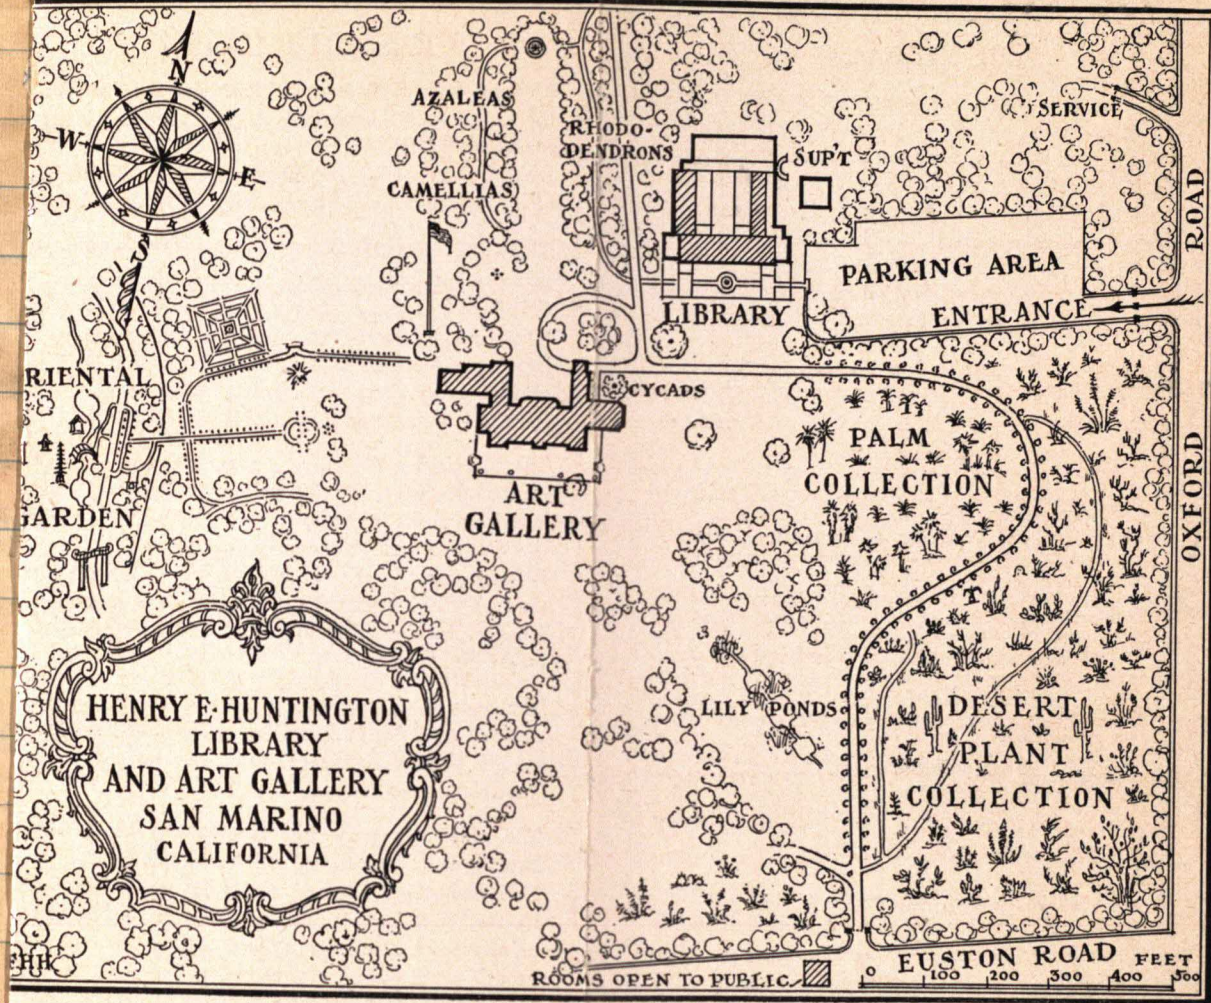 N
W
E
S
AZALEAS
CAMELLIAS
RHODO-
DENDRONS
SUP'T
SERVICE
ROAD
PARKING AREA
ENTRANCE
LIBRARY
RIENTAL
GARDEN
CYCADS
ART
GALLERY
PALM
COLLECTION
OXFORD
LILY PONDS
DESERT
PLANT
COLLECTION
HENRY E. HUNTINGTON
LIBRARY
AND ART GALLERY
SAN MARINO
CALIFORNIA
ROOMS OPEN TO PUBLIC
EUSTON ROAD
FEET
0 100 200 300 400 500